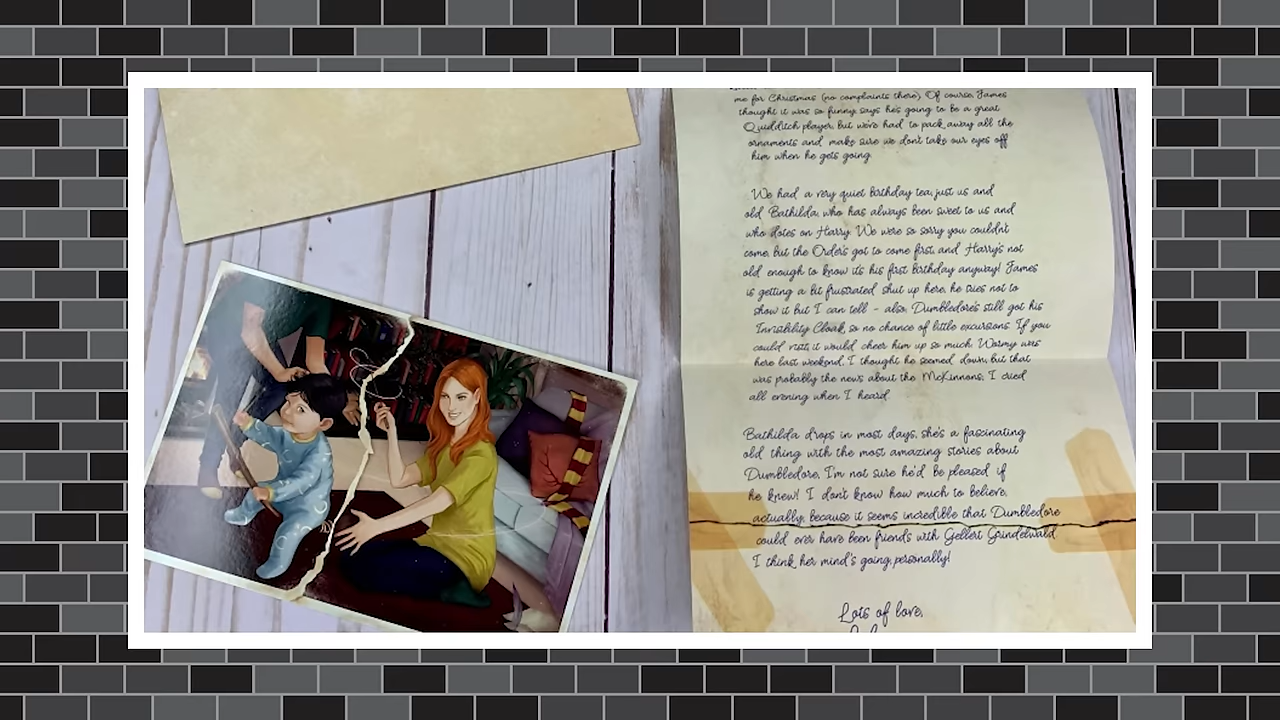 me for Christmas (no complaints there). Of course, James
thought it was so funny, says he's going to be a great
Quidditch player, but we've had to pack away all the
ornaments and make sure we don't take our eyes off
him when he gets going.
We had a very quiet birthday tea, just us and
old Bathilda, who has always been sweet to us and
who dotes on Harry. We were so sorry you couldn't
come, but the Order's got to come first, and Harry's not
old enough to know it's his first birthday anyway! James
is getting a bit frustrated shut up here, he tries not to
show it but I can tell – also, Dumbledore's still got his
Invisibility Cloak, so no chance of little excursions. If you
could visit, it would cheer him up so much. Wormy was
here last weekend, I thought he seemed down, but that
was probably the news about the McKinnons; I cried
all evening when I heard.
Bathilda drops in most days, she's a fascinating
old thing with the most amazing stories about
Dumbledore, I'm not sure he'd be pleased if
he knew! I don't know how much to believe,
actually, because it seems incredible that Dumbledore
could ever have been friends with Gellert Grindelwald.
I think her mind's going, personally!
Lots of love,